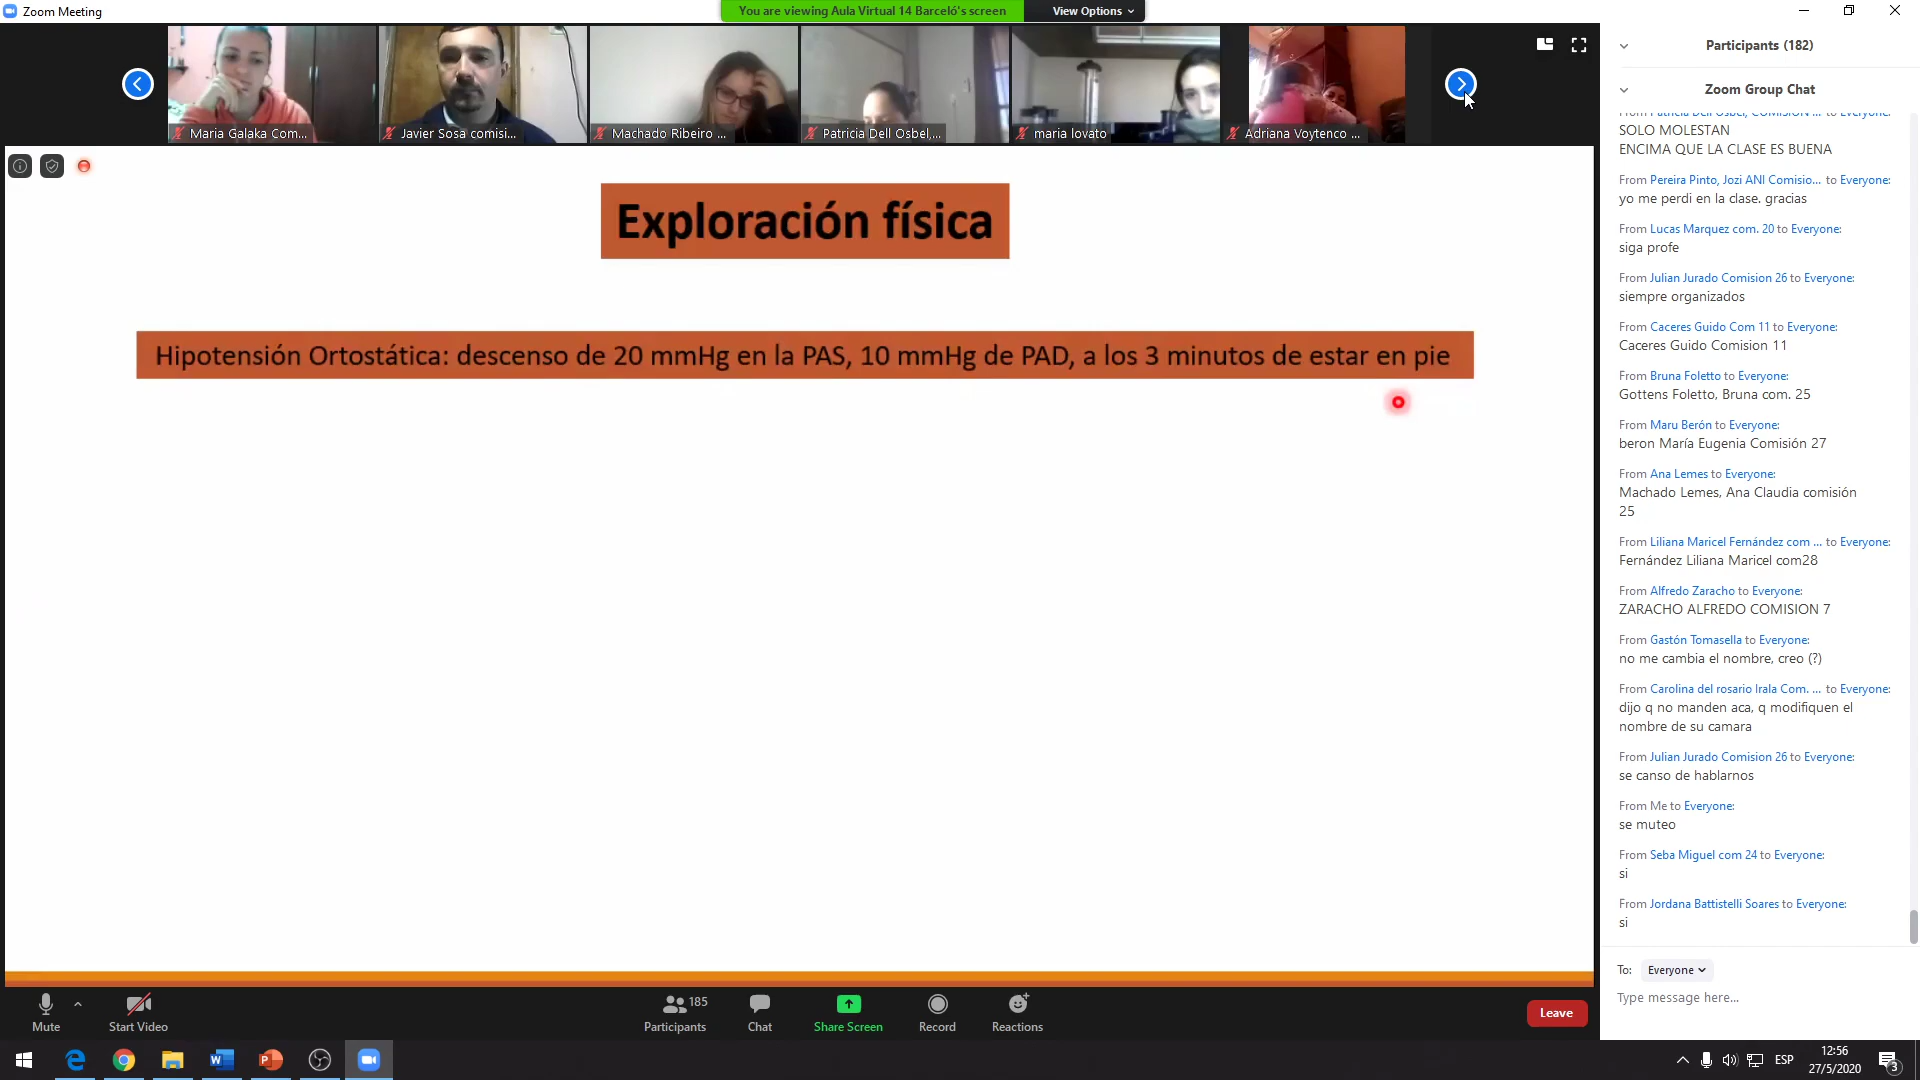 Zoom Meeting
You are viewing Aula Virtual 14 Barceló's screen
View Options
Maria Galaka Com...
Javier Sosa comisi...
Machado Ribeiro ...
Patricia Dell Osbel,...
maria lovato
Adriana Voytenco ...
Exploración física
Hipotensión Ortostática: descenso de 20 mmHg en la PAS, 10 mmHg de PAD, a los 3 minutos de estar en pie
Participants (182)
Zoom Group Chat
From Patricia Dell Osbel, COMISION ... to Everyone:
SOLO MOLESTAN
ENCIMA QUE LA CLASE ES BUENA
From Pereira Pinto, Jozi ANI Comisio... to Everyone:
yo me perdi en la clase. gracias
From Lucas Marquez com. 20 to Everyone:
siga profe
From Julian Jurado Comision 26 to Everyone:
siempre organizados
From Caceres Guido Com 11 to Everyone:
Caceres Guido Comision 11
From Bruna Foletto to Everyone:
Gottens Foletto, Bruna com. 25
From Maru Berón to Everyone:
beron María Eugenia Comisión 27
From Ana Lemes to Everyone:
Machado Lemes, Ana Claudia comisión
25
From Liliana Maricel Fernández com ... to Everyone:
Fernández Liliana Maricel com28
From Alfredo Zaracho to Everyone:
ZARACHO ALFREDO COMISION 7
From Gastón Tomasella to Everyone:
no me cambia el nombre, creo (?)
From Carolina del rosario Irala Com. ... to Everyone:
dijo q no manden aca, q modifiquen el
nombre de su camara
From Julian Jurado Comision 26 to Everyone:
se canso de hablarnos
From Me to Everyone:
se muteo
From Seba Miguel com 24 to Everyone:
si
From Jordana Battistelli Soares to Everyone:
si
To: Everyone
Type message here...
Mute
Start Video
185
Participants
Chat
Share Screen
Record
Reactions
Leave
ESP
12:56
27/5/2020
3